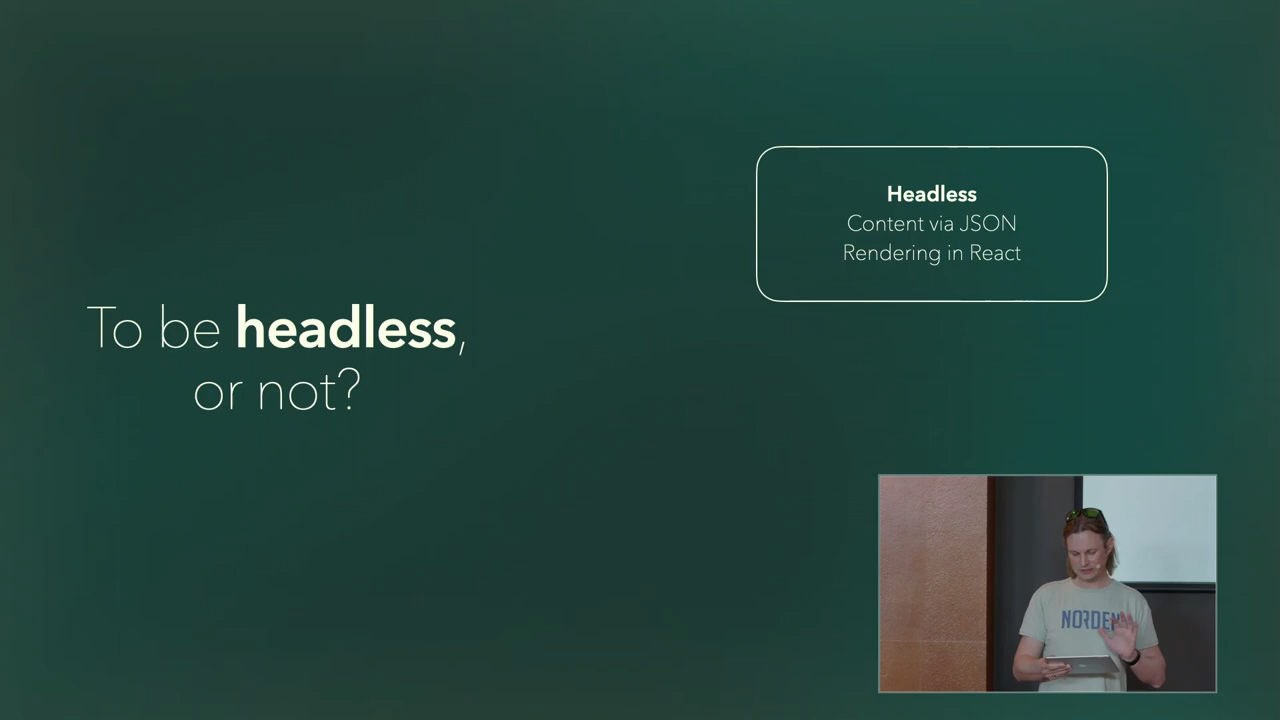 To be headless,
or not?
Headless
Content via JSON
Rendering in React
NORDEN